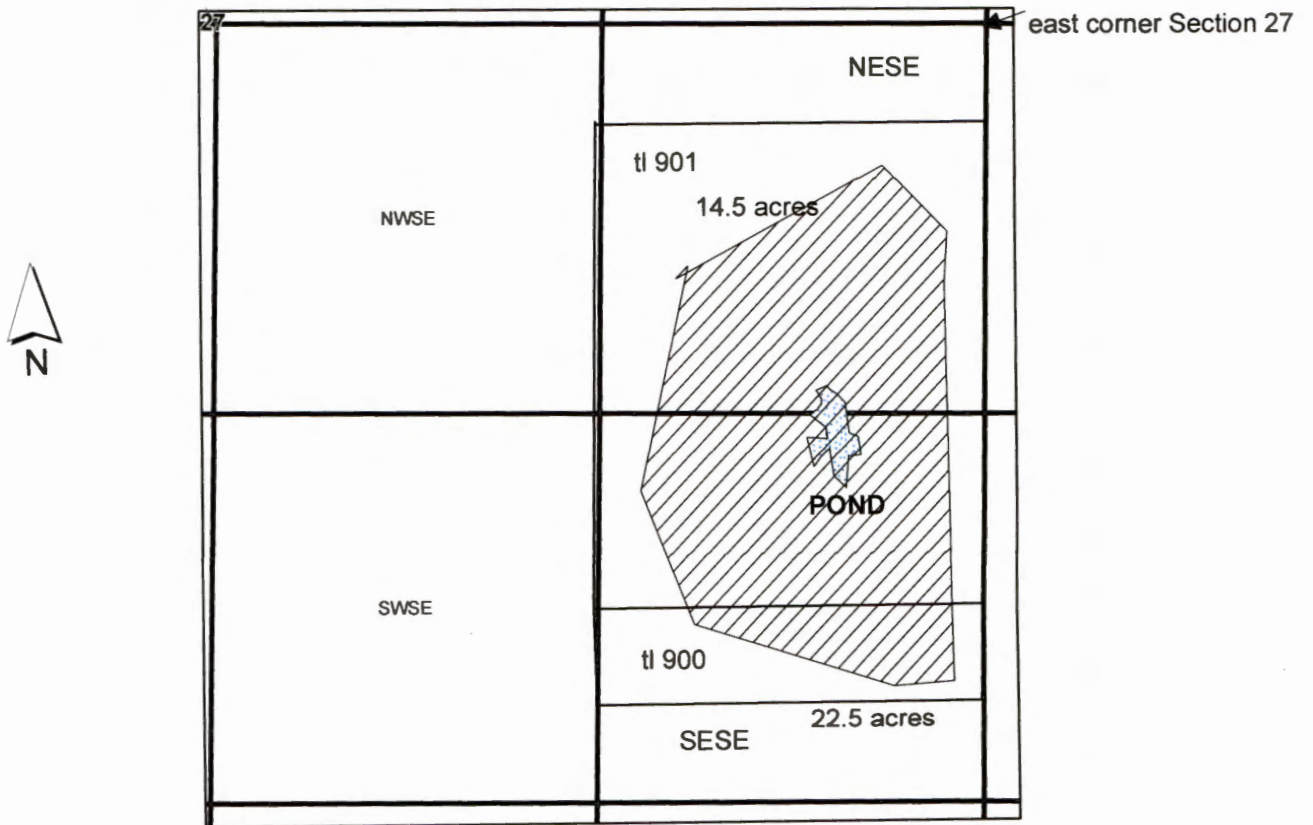 27
east corner Section 27
NESE
tl 901
14.5 acres
NWSE
N
POND
SWSE
tl 900
22.5 acres
SESE